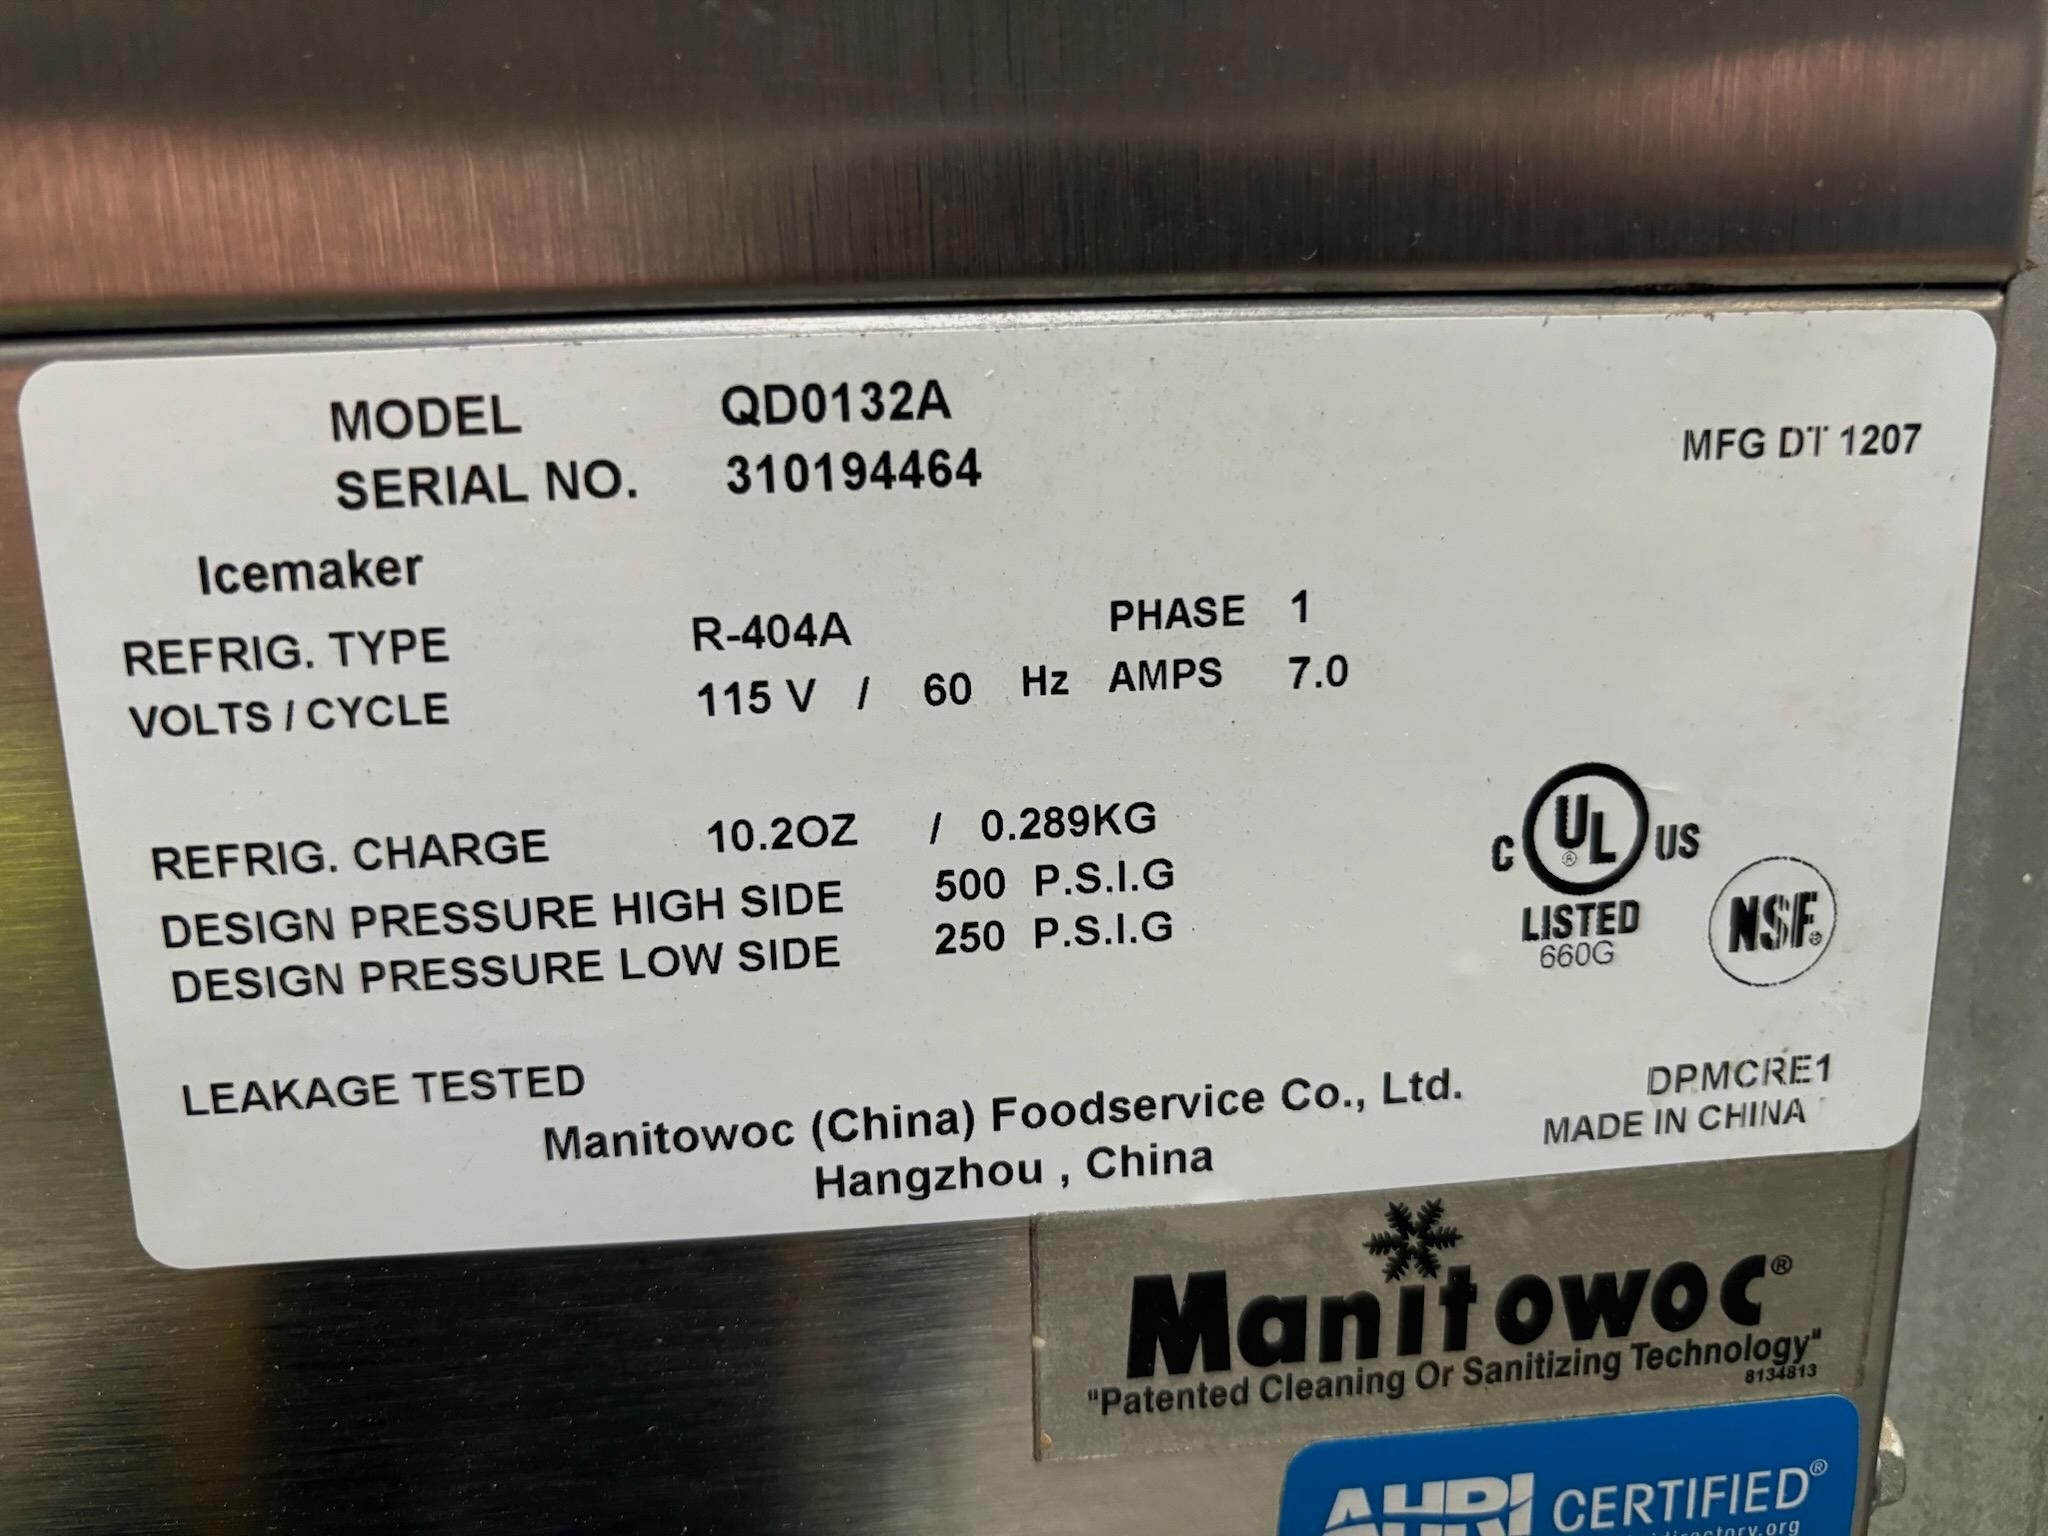 MODEL QD0132A
SERIAL NO. 310194464
MFG DT 1207
Icemaker
REFRIG. TYPE R-404A PHASE 1
VOLTS / CYCLE 115 V / 60 Hz AMPS 7.0
REFRIG. CHARGE 10.2OZ / 0.289KG
DESIGN PRESSURE HIGH SIDE 500 P.S.I.G
DESIGN PRESSURE LOW SIDE 250 P.S.I.G
C UL® US
LISTED
660G
NSF®
LEAKAGE TESTED
Manitowoc (China) Foodservice Co., Ltd.
Hangzhou , China
DPMCRE1
MADE IN CHINA
Manitowoc®
"Patented Cleaning Or Sanitizing Technology"
8134813
AHRI CERTIFIED®